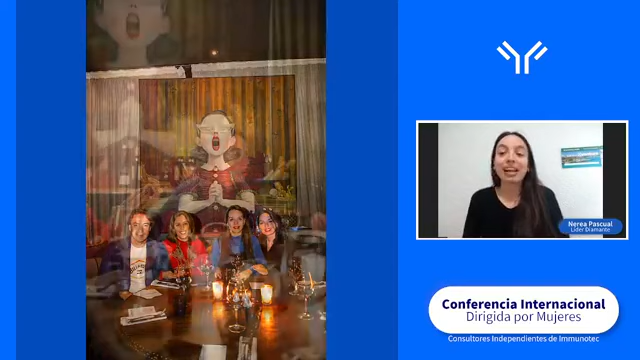 Nerea Pascual
Líder Diamante
Conferencia Internacional
Dirigida por Mujeres
Consultores Independientes de Immunotec